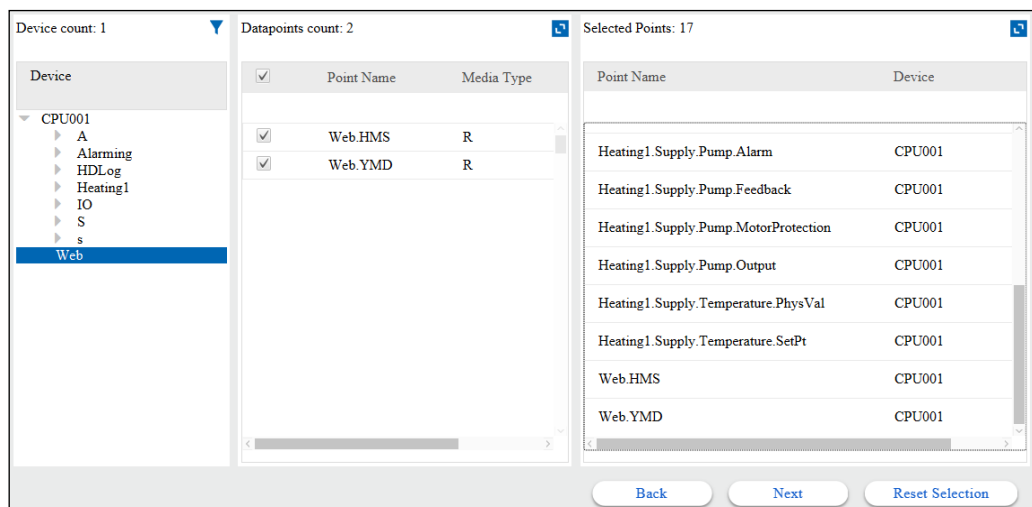 Device count: 1
Device
CPU001
A
Alarming
HDLog
Heating1
IO
S
s
Web
Datapoints count: 2
Point Name Media Type
Web.HMS R
Web.YMD R
Selected Points: 17
Point Name Device
Heating1.Supply.Pump.Alarm CPU001
Heating1.Supply.Pump.Feedback CPU001
Heating1.Supply.Pump.MotorProtection CPU001
Heating1.Supply.Pump.Output CPU001
Heating1.Supply.Temperature.PhysVal CPU001
Heating1.Supply.Temperature.SetPt CPU001
Web.HMS CPU001
Web.YMD CPU001
Back Next Reset Selection